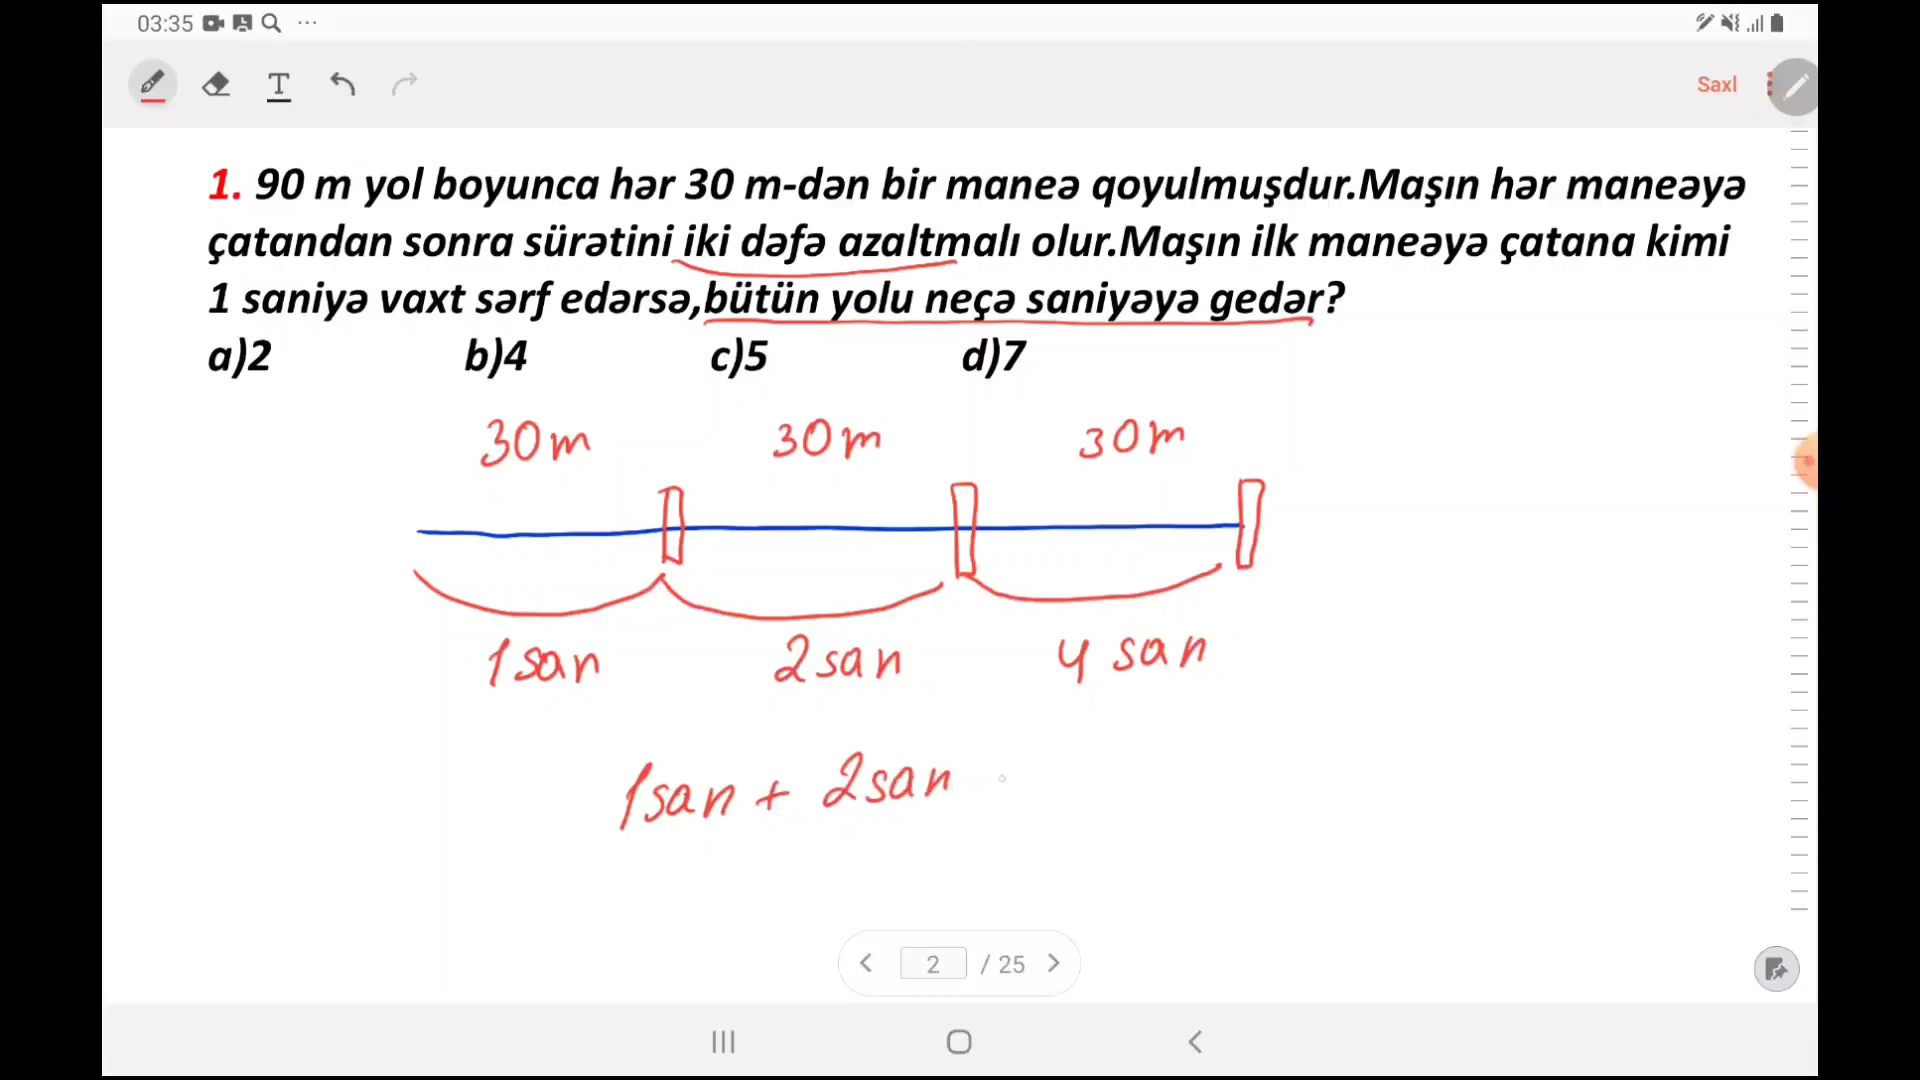 03:35
Saxl
1. 90 m yol boyunca hər 30 m-dən bir maneə qoyulmuşdur.Maşın hər maneəyə
çatandan sonra sürətini iki dəfə azaltmalı olur.Maşın ilk maneəyə çatana kimi
1 saniyə vaxt sərf edərsə,bütün yolu neçə saniyəyə gedər?
a)2 b)4 c)5 d)7
30m 30m 30m
1san 2san 4 san
1san + 2san
2 / 25